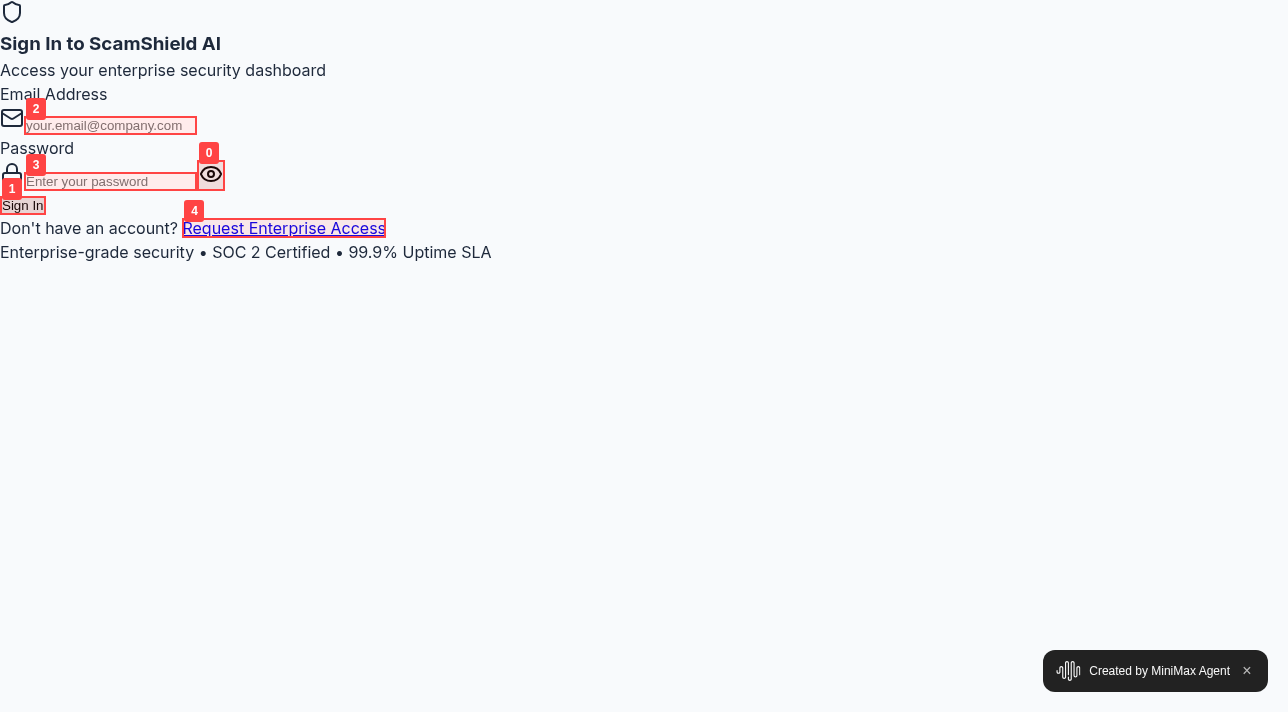 Sign In to ScamShield AI
Access your enterprise security dashboard
Email Address
2
your.email@company.com
Password
0
3
Enter your password
1
Sign In
4
Don't have an account? Request Enterprise Access
Enterprise-grade security • SOC 2 Certified • 99.9% Uptime SLA
Created by MiniMax Agent ×